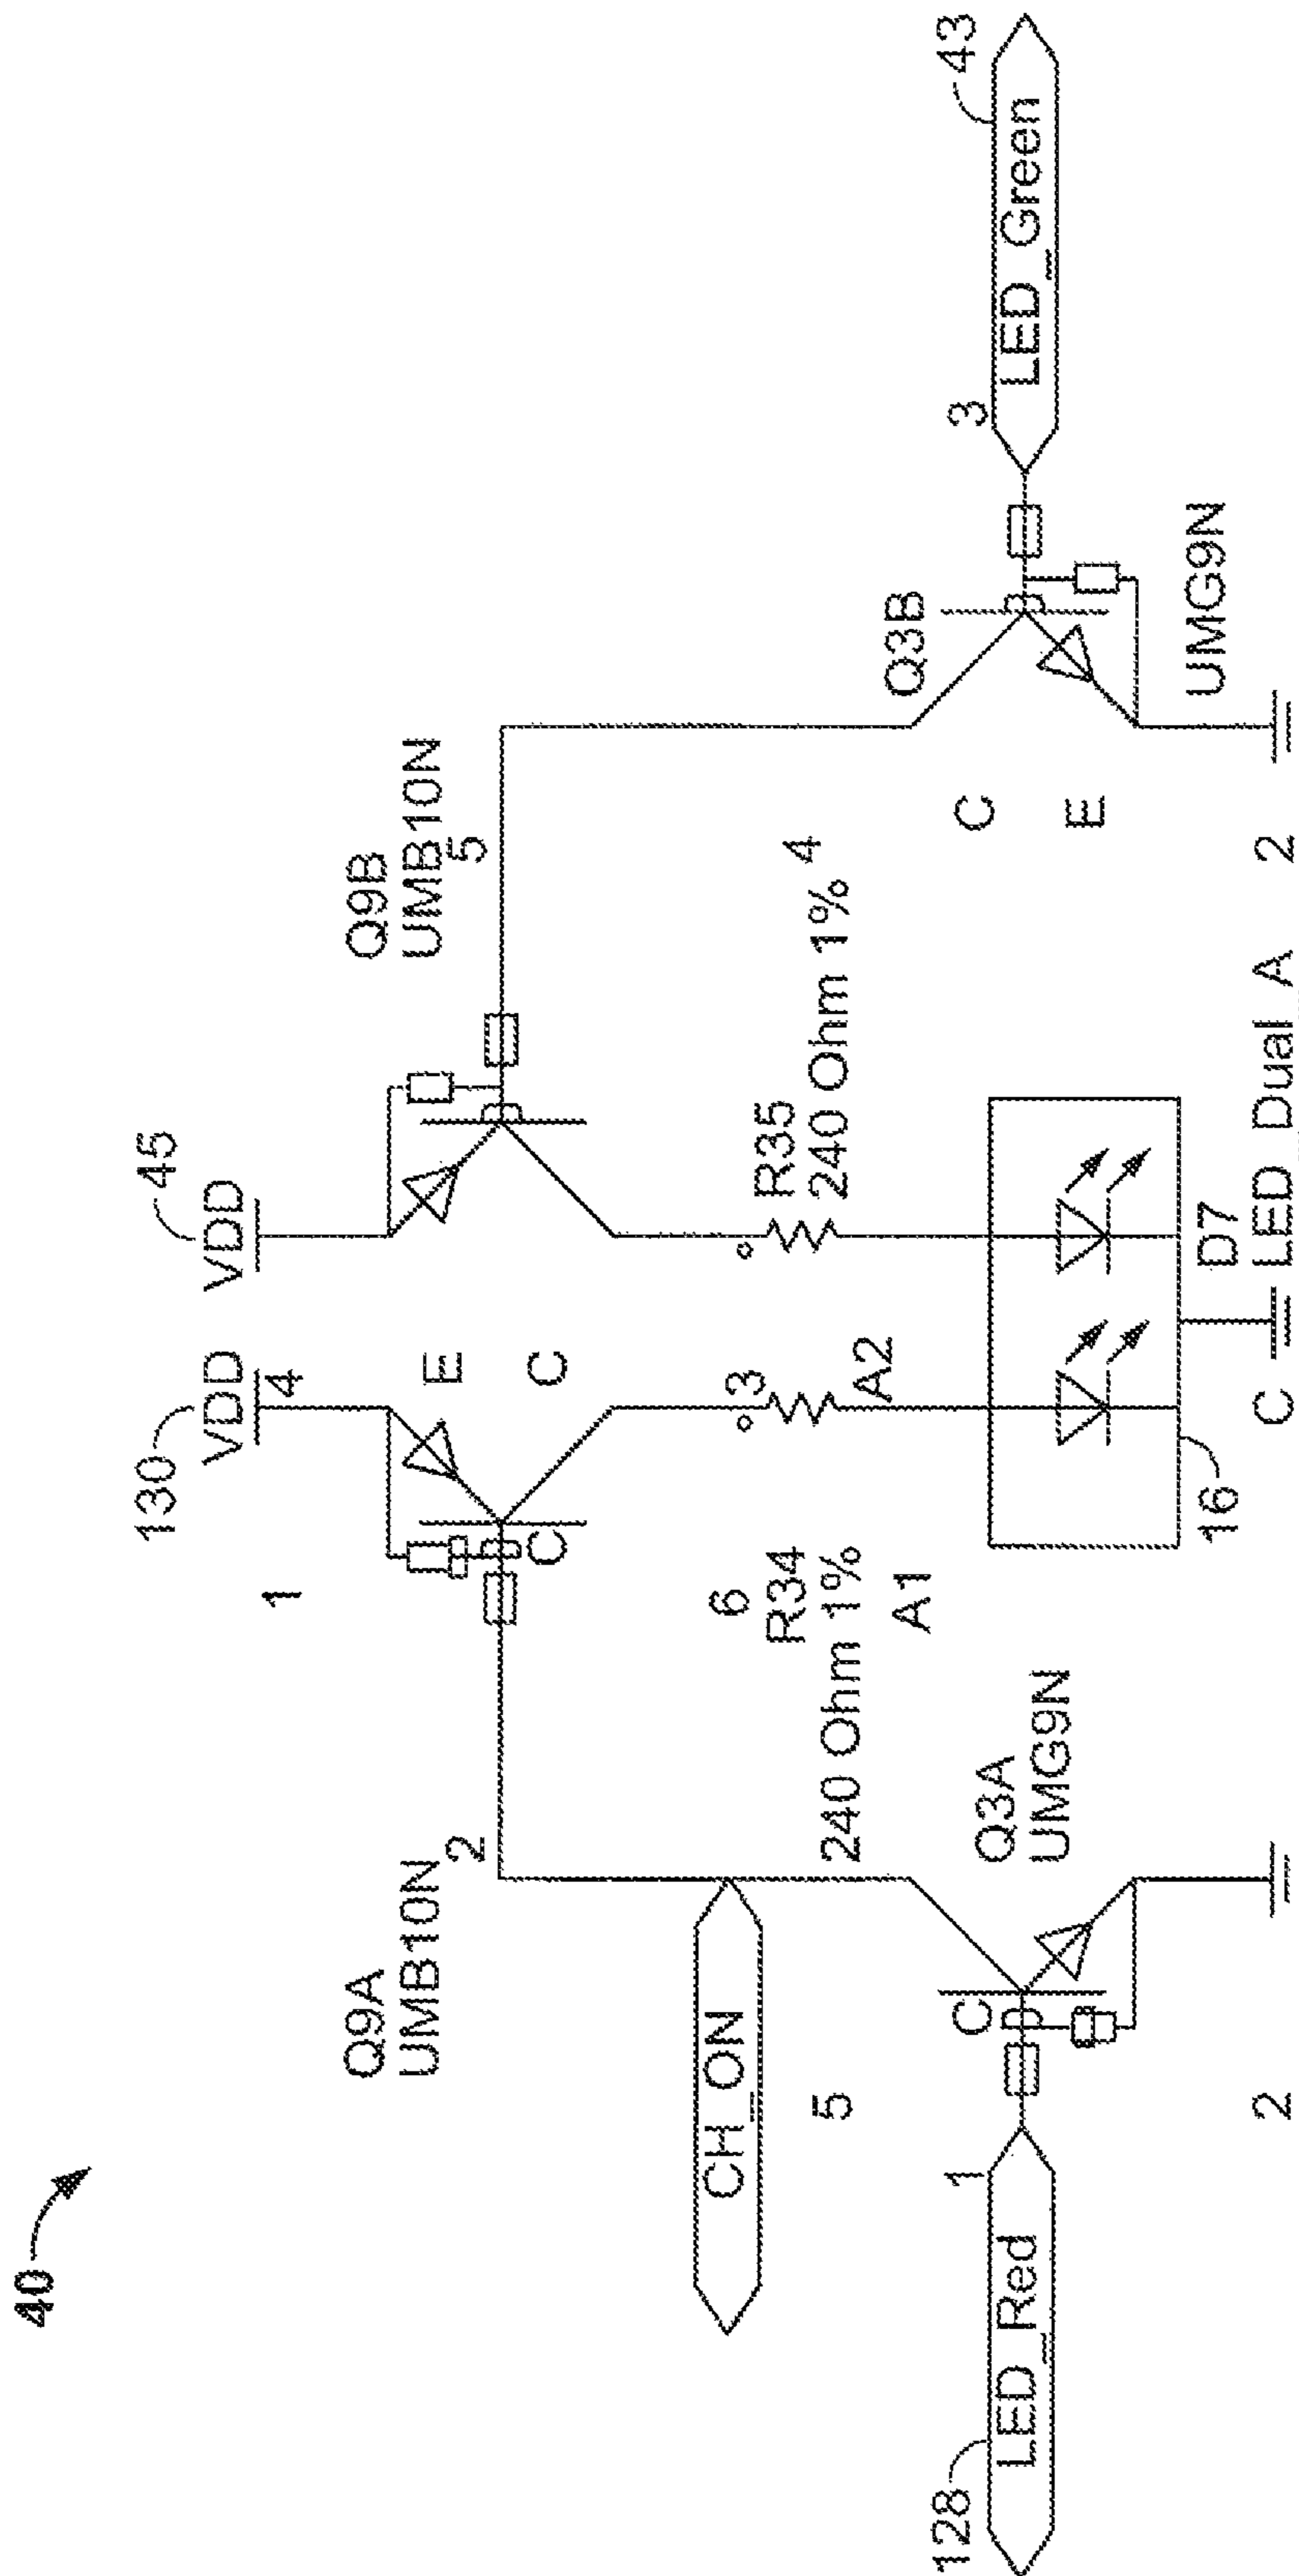 40
130
VDD
VDD
45
1
4
E
C
C
Q9A
UMB10N
2
Q9B
UMB10N
5
CH_ON
5
6
R34
240 Ohm 1%
A1
3
A2
R35
240 Ohm 1%
4
Q3A
UMG9N
C
1
128
LED_Red
2
16
D7
LED_Dual_A
C
2
Q3B
C
E
UMG9N
3
LED_Green
43